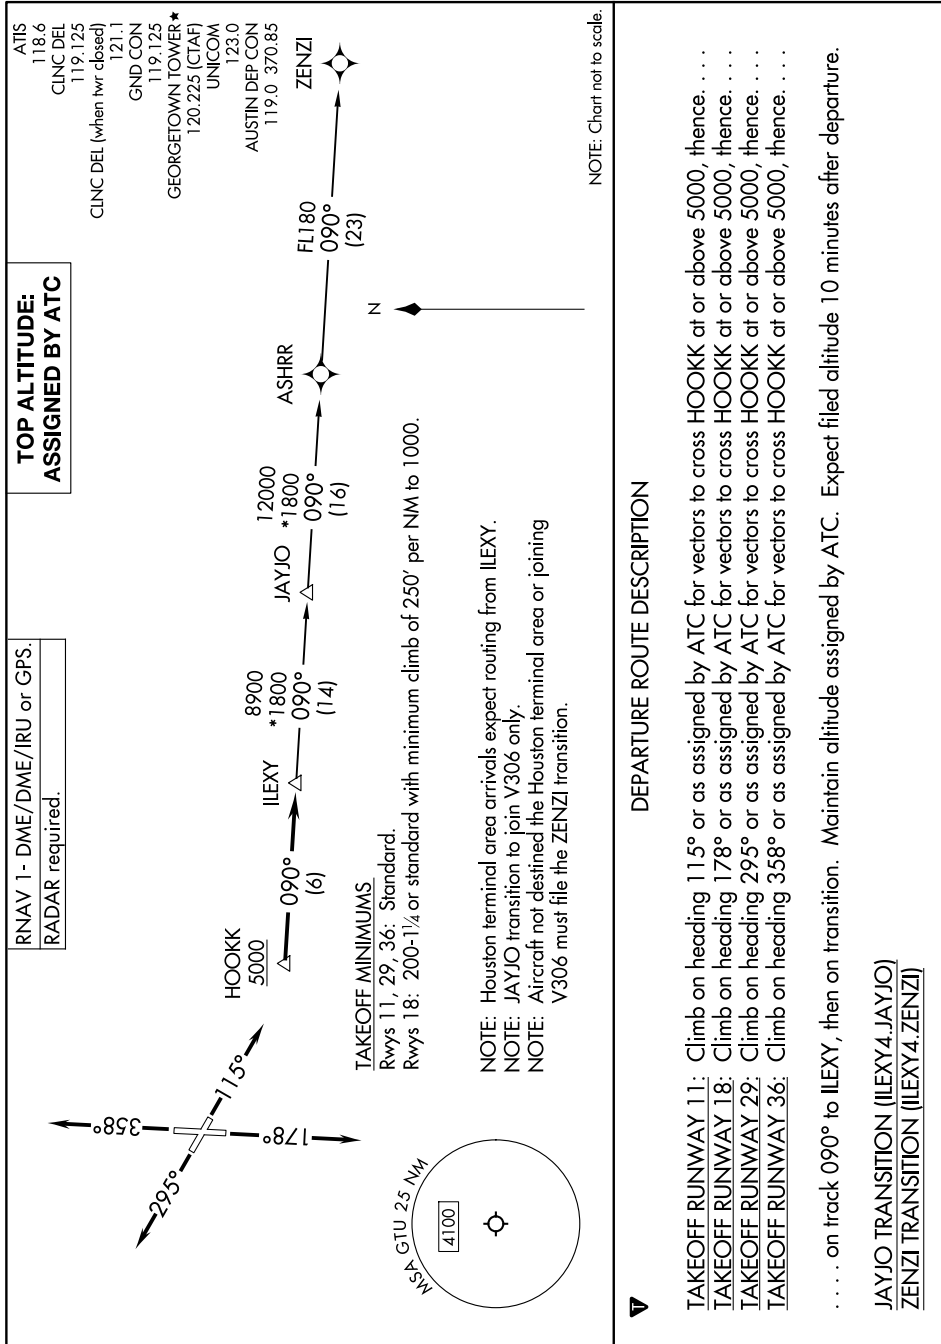 RNAV 1- DME/DME/IRU or GPS.
RADAR required.
TOP ALTITUDE:
ASSIGNED BY ATC
ATIS
118.6
CLNC DEL
119.125
CLNC DEL (when twr closed)
121.1
GND CON
119.125
GEORGETOWN TOWER★
120.225 (CTAF)
UNICOM
123.0
AUSTIN DEP CON
119.0 370.85
295°
358°
178°
115°
HOOKK
5000
090°
(6)
ILEXY
8900
*1800
090°
(14)
JAYJO
12000
*1800
090°
(16)
ASHRR
FL180
090°
(23)
ZENZI
N
TAKEOFF MINIMUMS
Rwys 11, 29, 36: Standard.
Rwys 18: 200-1¼ or standard with minimum climb of 250' per NM to 1000.
NOTE: Houston terminal area arrivals expect routing from ILEXY.
NOTE: JAYJO transition to join V306 only.
NOTE: Aircraft not destined the Houston terminal area or joining
V306 must file the ZENZI transition.
MSA GTU 25 NM
4100
NOTE: Chart not to scale.
T
DEPARTURE ROUTE DESCRIPTION
TAKEOFF RUNWAY 11: Climb on heading 115° or as assigned by ATC for vectors to cross HOOKK at or above 5000, thence. . . .
TAKEOFF RUNWAY 18: Climb on heading 178° or as assigned by ATC for vectors to cross HOOKK at or above 5000, thence. . . .
TAKEOFF RUNWAY 29: Climb on heading 295° or as assigned by ATC for vectors to cross HOOKK at or above 5000, thence. . . .
TAKEOFF RUNWAY 36: Climb on heading 358° or as assigned by ATC for vectors to cross HOOKK at or above 5000, thence. . . .
. . . . on track 090° to ILEXY, then on transition. Maintain altitude assigned by ATC. Expect filed altitude 10 minutes after departure.
JAYJO TRANSITION (ILEXY4.JAYJO)
ZENZI TRANSITION (ILEXY4.ZENZI)